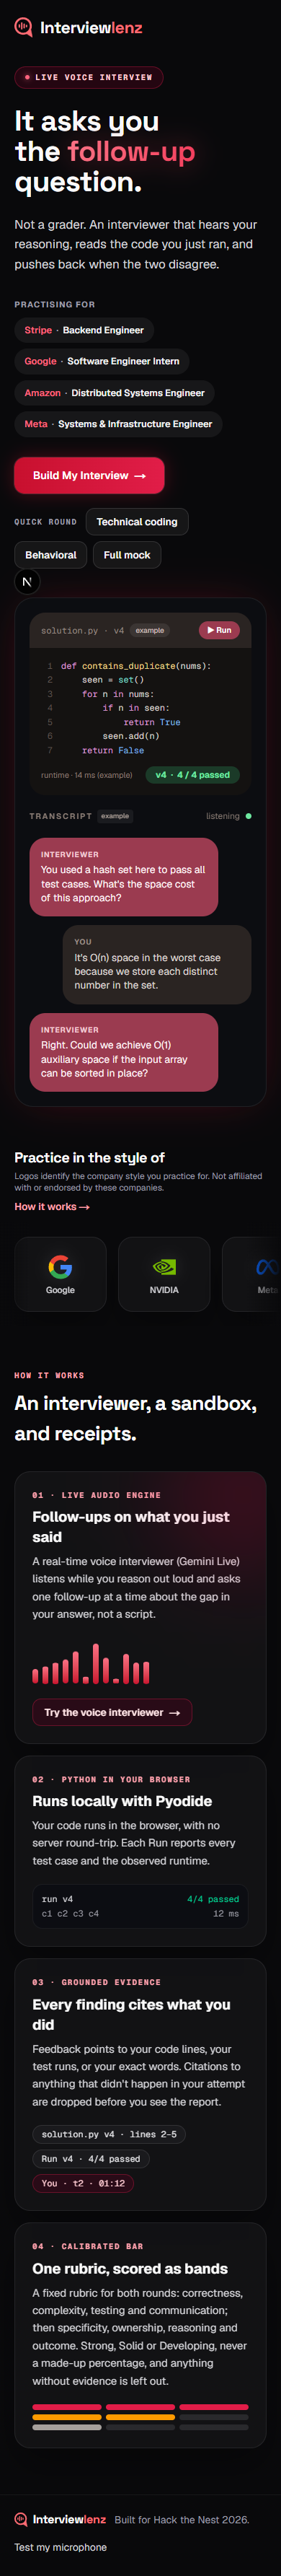 Interviewlenz
LIVE VOICE INTERVIEW
It asks you
the follow-up
question.
Not a grader. An interviewer that hears your
reasoning, reads the code you just ran, and
pushes back when the two disagree.
PRACTISING FOR
Stripe · Backend Engineer
Google · Software Engineer Intern
Amazon · Distributed Systems Engineer
Meta · Systems & Infrastructure Engineer
Build My Interview →
QUICK ROUND Technical coding
Behavioral Full mock
N
solution.py · v4 example ▶ Run
1 def contains_duplicate(nums):
2 seen = set()
3 for n in nums:
4 if n in seen:
5 return True
6 seen.add(n)
7 return False
runtime · 14 ms (example) v4 · 4/4 passed
TRANSCRIPT example listening
INTERVIEWER
You used a hash set here to pass all
test cases. What's the space cost
of this approach?
YOU
It's O(n) space in the worst case
because we store each distinct
number in the set.
INTERVIEWER
Right. Could we achieve O(1)
auxiliary space if the input array
can be sorted in place?
Practice in the style of
Logos identify the company style you practice for. Not affiliated
with or endorsed by these companies.
How it works →
Google NVIDIA Meta
HOW IT WORKS
An interviewer, a sandbox,
and receipts.
01 · LIVE AUDIO ENGINE
Follow-ups on what you just
said
A real-time voice interviewer (Gemini Live)
listens while you reason out loud and asks
one follow-up at a time about the gap in
your answer, not a script.
Try the voice interviewer →
02 · PYTHON IN YOUR BROWSER
Runs locally with Pyodide
Your code runs in the browser, with no
server round-trip. Each Run reports every
test case and the observed runtime.
run v4 4/4 passed
c1 c2 c3 c4 12 ms
03 · GROUNDED EVIDENCE
Every finding cites what you
did
Feedback points to your code lines, your
test runs, or your exact words. Citations to
anything that didn't happen in your attempt
are dropped before you see the report.
solution.py v4 · lines 2-5
Run v4 · 4/4 passed
You · t2 · 01:12
04 · CALIBRATED BAR
One rubric, scored as bands
A fixed rubric for both rounds: correctness,
complexity, testing and communication;
then specificity, ownership, reasoning and
outcome. Strong, Solid or Developing, never
a made-up percentage, and anything
without evidence is left out.
Interviewlenz Built for Hack the Nest 2026.
Test my microphone